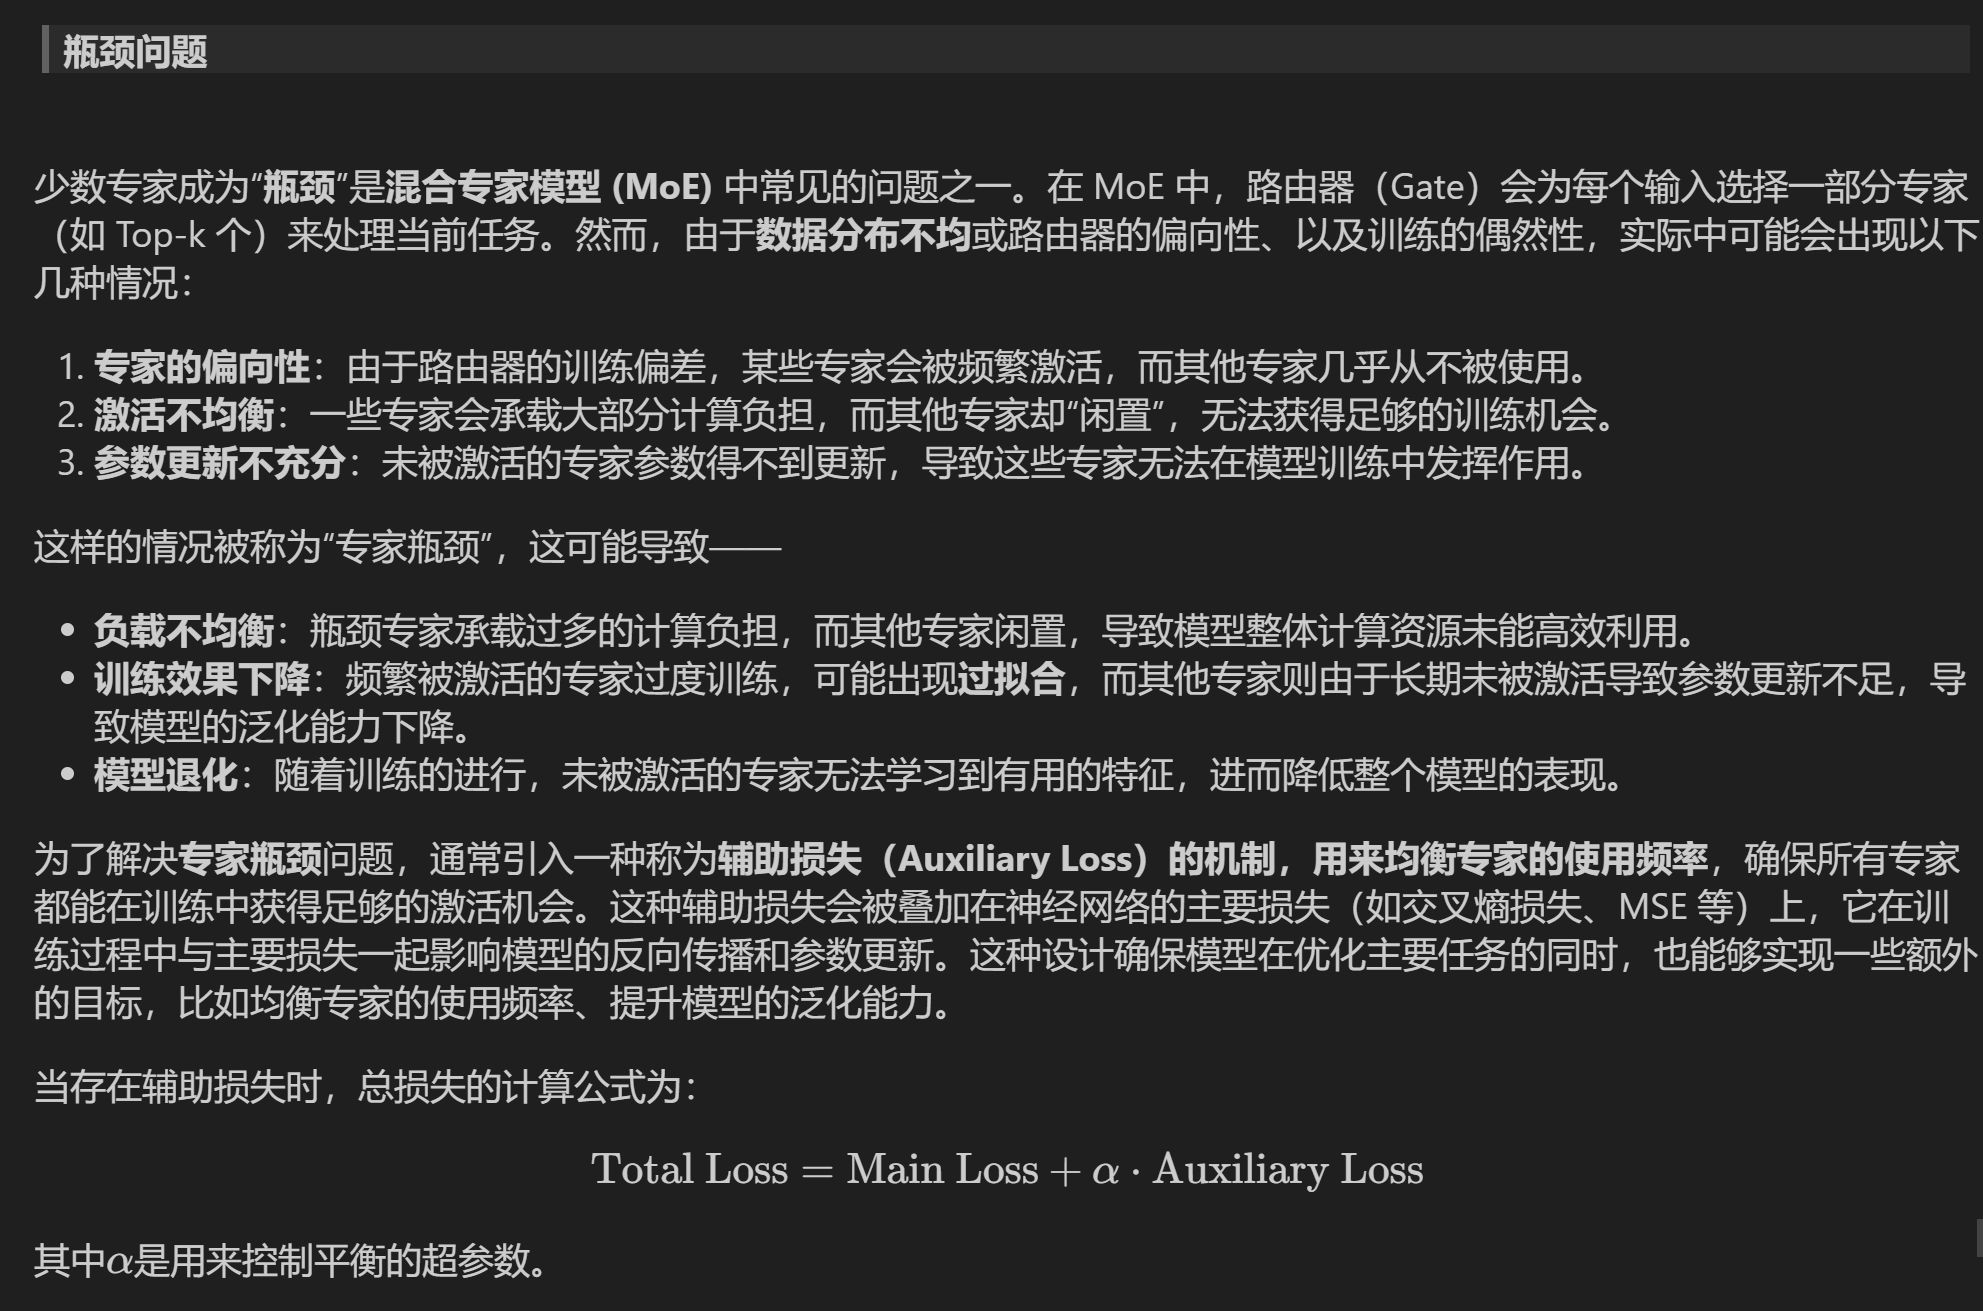 瓶颈问题
少数专家成为“瓶颈”是混合专家模型 (MoE) 中常见的问题之一。在 MoE 中，路由器（Gate）会为每个输入选择一部分专家
（如 Top-k 个）来处理当前任务。然而，由于数据分布不均或路由器的偏向性、以及训练的偶然性，实际中可能会出现以下
几种情况：
1. 专家的偏向性：由于路由器的训练偏差，某些专家会被频繁激活，而其他专家几乎从不被使用。
2. 激活不均衡：一些专家会承载大部分计算负担，而其他专家却“闲置”，无法获得足够的训练机会。
3. 参数更新不充分：未被激活的专家参数得不到更新，导致这些专家无法在模型训练中发挥作用。
这样的情况被称为“专家瓶颈”，这可能导致——
• 负载不均衡：瓶颈专家承载过多的计算负担，而其他专家闲置，导致模型整体计算资源未能高效利用。
• 训练效果下降：频繁被激活的专家过度训练，可能出现过拟合，而其他专家则由于长期未被激活导致参数更新不足，导
致模型的泛化能力下降。
• 模型退化：随着训练的进行，未被激活的专家无法学习到有用的特征，进而降低整个模型的表现。
为了解决专家瓶颈问题，通常引入一种称为辅助损失（Auxiliary Loss）的机制，用来均衡专家的使用频率，确保所有专家
都能在训练中获得足够的激活机会。这种辅助损失会被叠加在神经网络的主要损失（如交叉熵损失、MSE 等）上，它在训
练过程中与主要损失一起影响模型的反向传播和参数更新。这种设计确保模型在优化主要任务的同时，也能够实现一些额外
的目标，比如均衡专家的使用频率、提升模型的泛化能力。
当存在辅助损失时，总损失的计算公式为：
Total Loss = Main Loss + α · Auxiliary Loss
其中α是用来控制平衡的超参数。